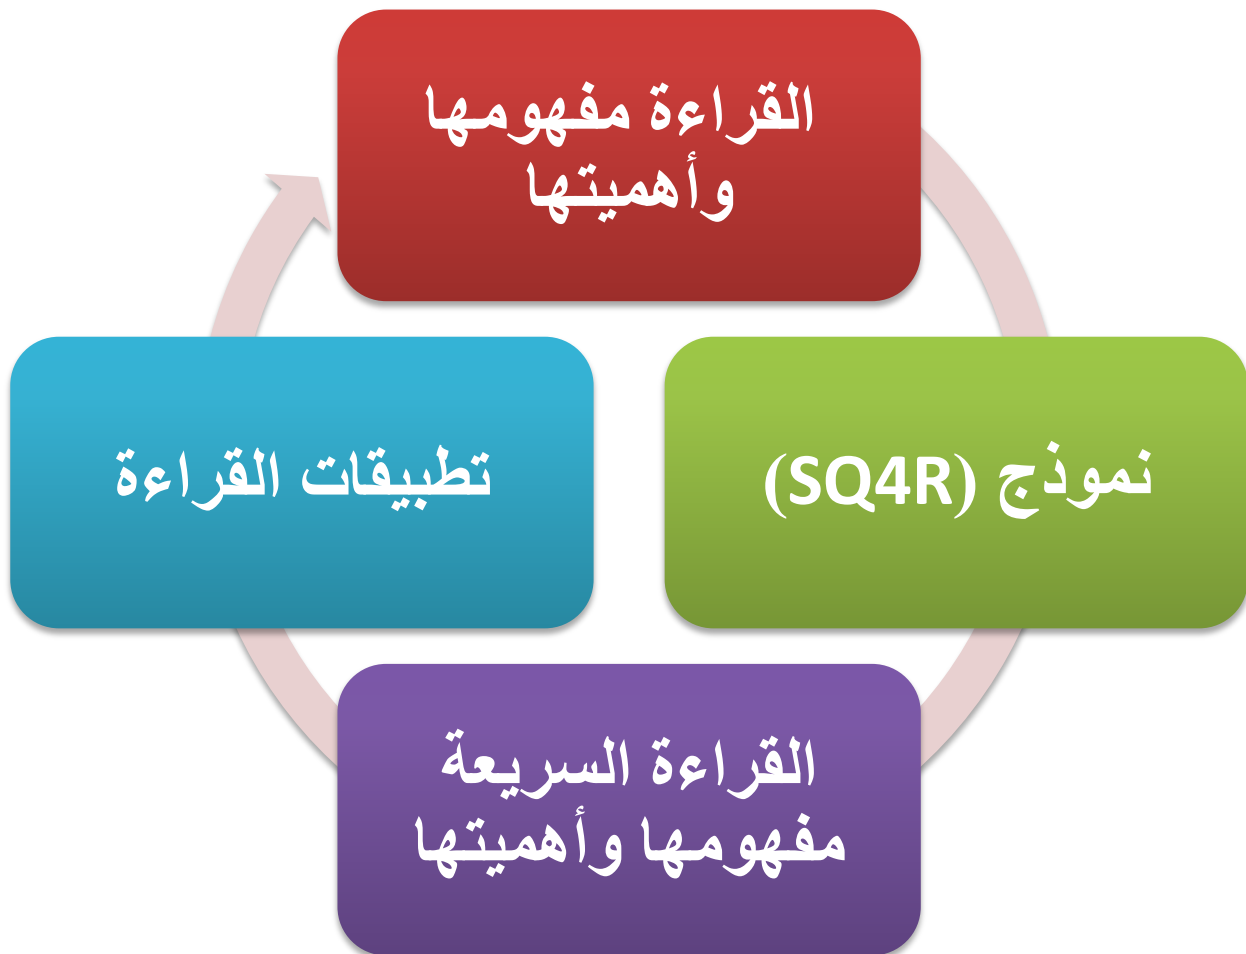 القراءة مفهومها
وأهميتها
نموذج (SQ4R)
القراءة السريعة
مفهومها وأهميتها
تطبيقات القراءة